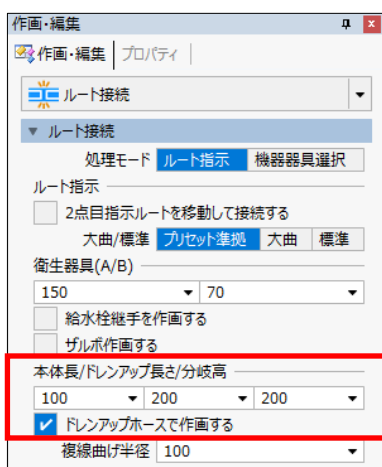 作画・編集
作画・編集 プロパティ
ルート接続
ルート接続
処理モード ルート指示 機器器具選択
ルート指示
2点目指示ルートを移動して接続する
大曲/標準 プリセット準拠 大曲 標準
衛生器具(A/B)
150 70
給水栓継手を作画する
ザルボ作画する
本体長/ドレンアップ長さ/分岐高
100 200 200
ドレンアップホースで作画する
複線曲げ半径 100